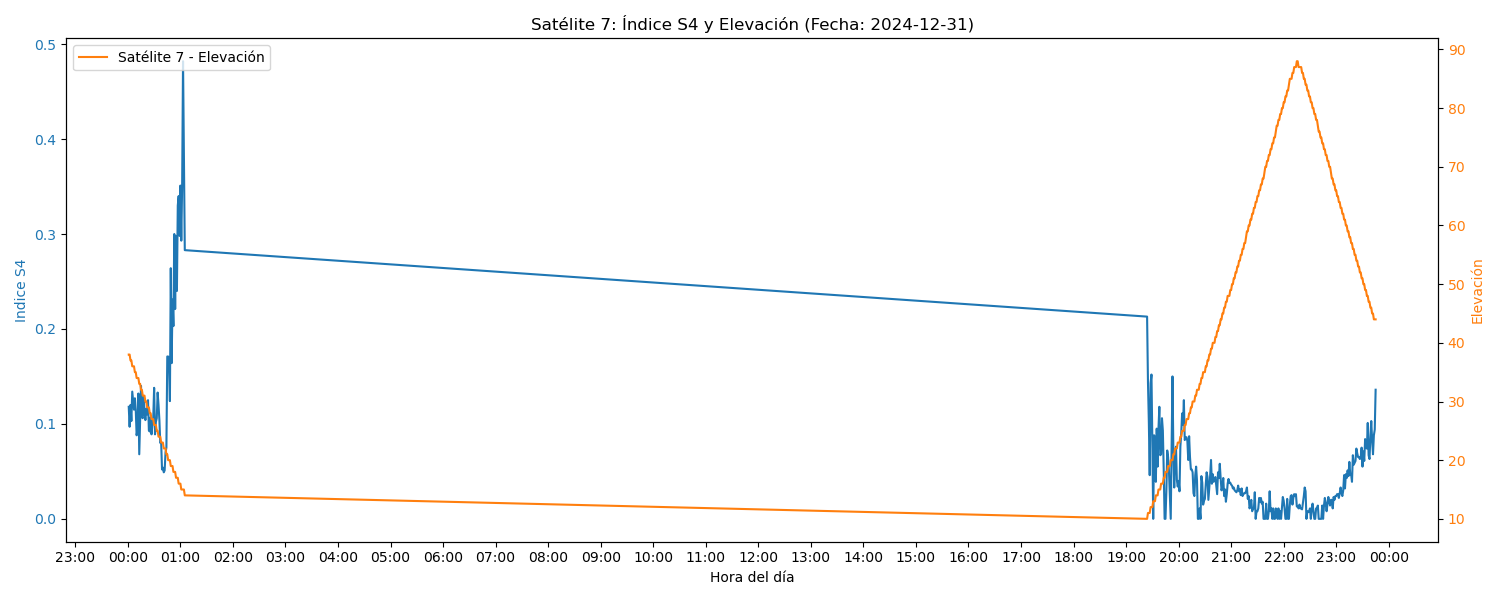 Satélite 7: Índice S4 y Elevación (Fecha: 2024-12-31)
Satélite 7 - Elevación
0.5
0.4
0.3
0.2
0.1
0.0
Indice S4
90
80
70
60
50
40
30
20
10
Elevación
23:00 00:00 01:00 02:00 03:00 04:00 05:00 06:00 07:00 08:00 09:00 10:00 11:00 12:00 13:00 14:00 15:00 16:00 17:00 18:00 19:00 20:00 21:00 22:00 23:00 00:00
Hora del día